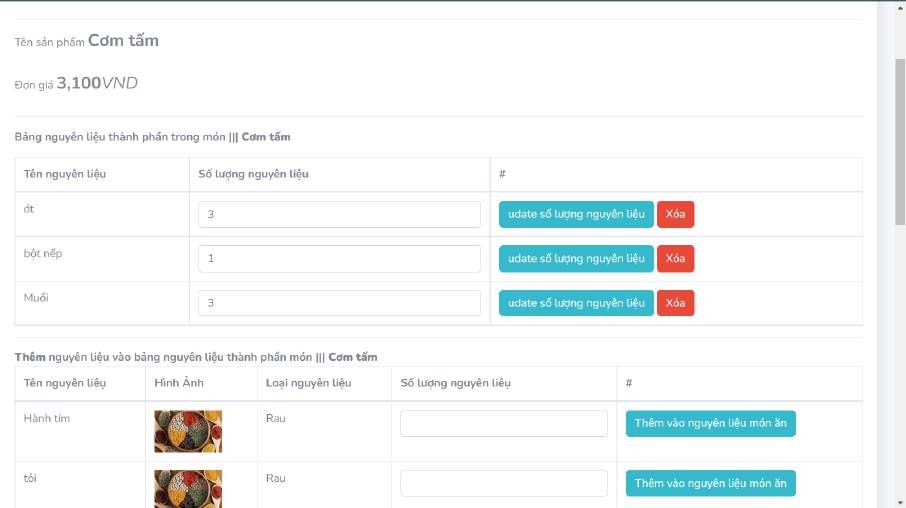 Tên sản phẩm Cơm tấm
Đơn giá 3,100VND
Bảng nguyên liệu thành phần trong món ||| Cơm tấm
Tên nguyên liệu Số lượng nguyên liệu #
ớt 3 udate số lượng nguyên liệu Xóa
bột nếp 1 udate số lượng nguyên liệu Xóa
Muối 3 udate số lượng nguyên liệu Xóa
Thêm nguyên liệu vào bảng nguyên liệu thành phần món ||| Cơm tấm
Tên nguyên liệu Hình Ảnh Loại nguyên liệu Số lượng nguyên liệu #
Hành tím Rau Thêm vào nguyên liệu món ăn
tỏi Rau Thêm vào nguyên liệu món ăn